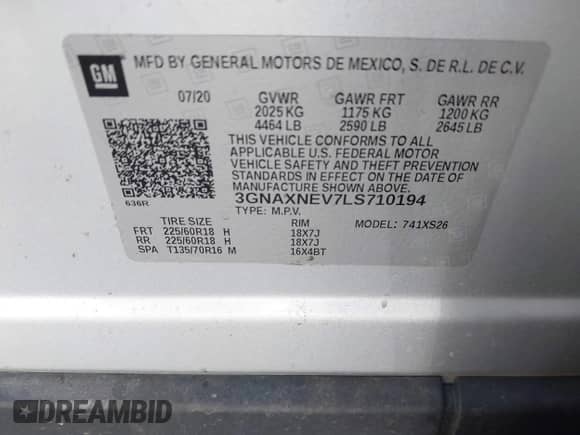 GM
MFD BY GENERAL MOTORS DE MEXICO, S. DE R.L. DE C.V.
07/20 GVWR GAWR FRT GAWR RR
2025 KG 1175 KG 1200 KG
4464 LB 2590 LB 2645 LB
THIS VEHICLE CONFORMS TO ALL
APPLICABLE U.S. FEDERAL MOTOR
VEHICLE SAFETY AND THEFT PREVENTION
STANDARDS IN EFFECT ON THE DATE OF
MANUFACTURE SHOWN ABOVE.
636R 3GNAXNEV7LS710194
TYPE: M.P.V. MODEL: 741XS26
TIRE SIZE RIM
FRT 225/60R18 H 18X7J
RR 225/60R18 H 18X7J
SPA T135/70R16 M 16X4BT
DREAMBID